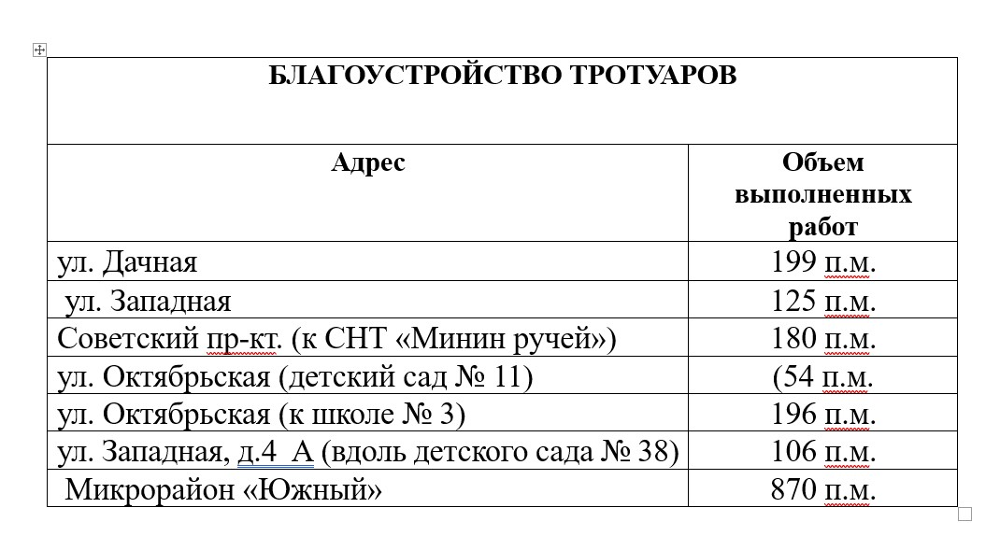 БЛАГОУСТРОЙСТВО ТРОТУАРОВ
Адрес
Объем
выполненных
работ
ул. Дачная 199 п.м.
ул. Западная 125 п.м.
Советский пр-кт. (к СНТ «Минин ручей») 180 п.м.
ул. Октябрьская (детский сад № 11) (54 п.м.
ул. Октябрьская (к школе № 3) 196 п.м.
ул. Западная, д.4 А (вдоль детского сада № 38) 106 п.м.
Микрорайон «Южный» 870 п.м.